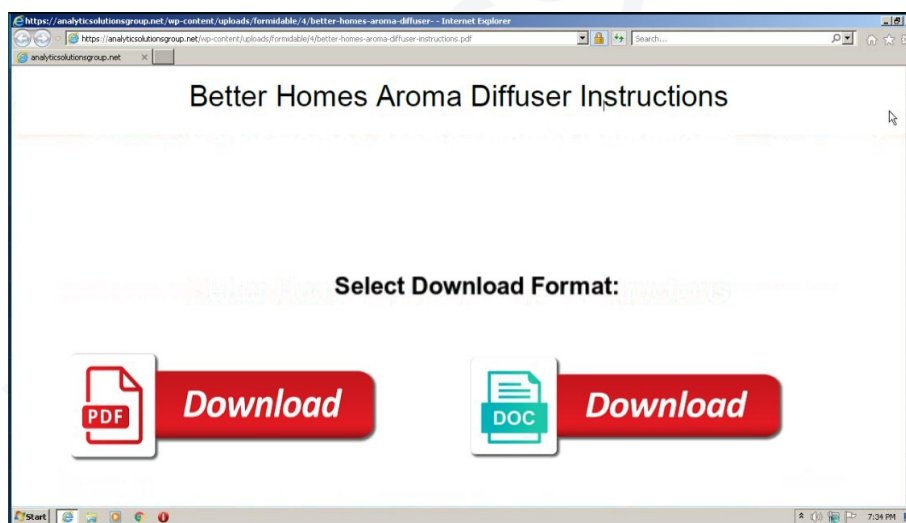 https://analyticsolutionsgroup.net/wp-content/uploads/formidable/4/better-homes-aroma-diffuser-- Internet Explorer
https://analyticsolutionsgroup.net/wp-content/uploads/formidable/4/better-homes-aroma-diffuser-instructions.pdf Search...
analyticsolutionsgroup.net
Better Homes Aroma Diffuser Instructions
Select Download Format:
PDF Download DOC Download
Start 7:34 PM